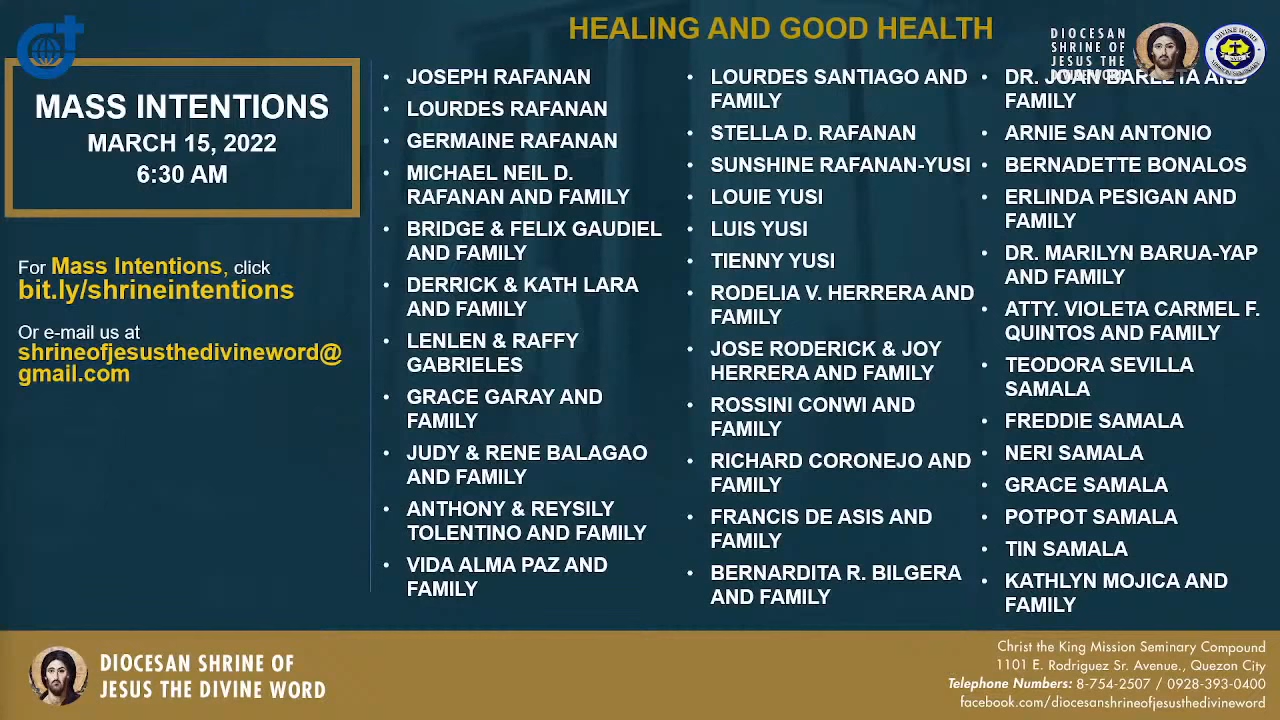 HEALING AND GOOD HEALTH
DIOCESAN
SHRINE OF
JESUS THE
MASS INTENTIONS
MARCH 15, 2022
6:30 AM
For Mass Intentions, click
bit.ly/shrineintentions
Or e-mail us at
shrineofjesusthedivineword@
gmail.com
• JOSEPH RAFANAN
• LOURDES RAFANAN
• GERMAINE RAFANAN
• MICHAEL NEIL D.
RAFANAN AND FAMILY
• BRIDGE & FELIX GAUDIEL
AND FAMILY
• DERRICK & KATH LARA
AND FAMILY
• LENLEN & RAFFY
GABRIELES
• GRACE GARAY AND
FAMILY
• JUDY & RENE BALAGAO
AND FAMILY
• ANTHONY & REYSILY
TOLENTINO AND FAMILY
• VIDA ALMA PAZ AND
FAMILY
• LOURDES SANTIAGO AND
FAMILY
• STELLA D. RAFANAN
• SUNSHINE RAFANAN-YUSI
• LOUIE YUSI
• LUIS YUSI
• TIENNY YUSI
• RODELIA V. HERRERA AND
FAMILY
• JOSE RODERICK & JOY
HERRERA AND FAMILY
• ROSSINI CONWI AND
FAMILY
• RICHARD CORONEJO AND
FAMILY
• FRANCIS DE ASIS AND
FAMILY
• BERNARDITA R. BILGERA
AND FAMILY
• DR. BARLETA AND
FAMILY
• ARNIE SAN ANTONIO
• BERNADETTE BONALOS
• ERLINDA PESIGAN AND
FAMILY
• DR. MARILYN BARUA-YAP
AND FAMILY
• ATTY. VIOLETA CARMEL F.
QUINTOS AND FAMILY
• TEODORA SEVILLA
SAMALA
• FREDDIE SAMALA
• NERI SAMALA
• GRACE SAMALA
• POTPOT SAMALA
• TIN SAMALA
• KATHLYN MOJICA AND
FAMILY
DIOCESAN SHRINE OF
JESUS THE DIVINE WORD
Christ the King Mission Seminary Compound
1101 E. Rodriguez Sr. Avenue., Quezon City
Telephone Numbers: 8-754-2507 / 0928-393-0400
facebook.com/diocesanshrineofjesusthedivineword